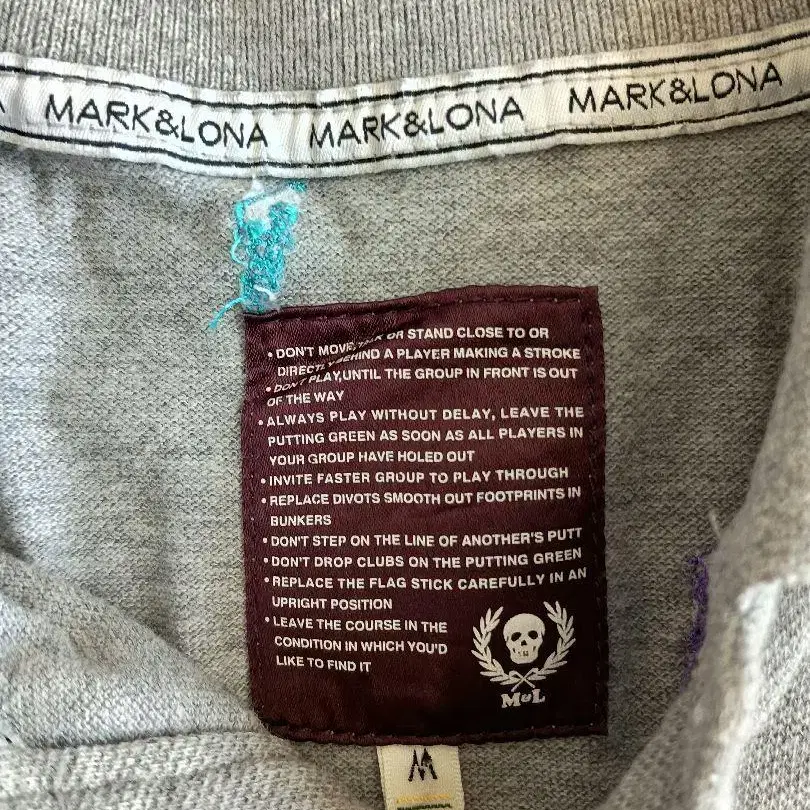 MARK&LONA MARK&LONA MARK&LONA
• DON'T MOVE, TALK OR STAND CLOSE TO OR
DIRECTLY BEHIND A PLAYER MAKING A STROKE
• DON'T PLAY, UNTIL THE GROUP IN FRONT IS OUT
OF THE WAY
• ALWAYS PLAY WITHOUT DELAY, LEAVE THE
PUTTING GREEN AS SOON AS ALL PLAYERS IN
YOUR GROUP HAVE HOLED OUT
• INVITE FASTER GROUP TO PLAY THROUGH
• REPLACE DIVOTS SMOOTH OUT FOOTPRINTS IN
BUNKERS
• DON'T STEP ON THE LINE OF ANOTHER'S PUTT
• DON'T DROP CLUBS ON THE PUTTING GREEN
• REPLACE THE FLAG STICK CAREFULLY IN AN
UPRIGHT POSITION
• LEAVE THE COURSE IN THE
CONDITION IN WHICH YOU'D
LIKE TO FIND IT
M&L
M